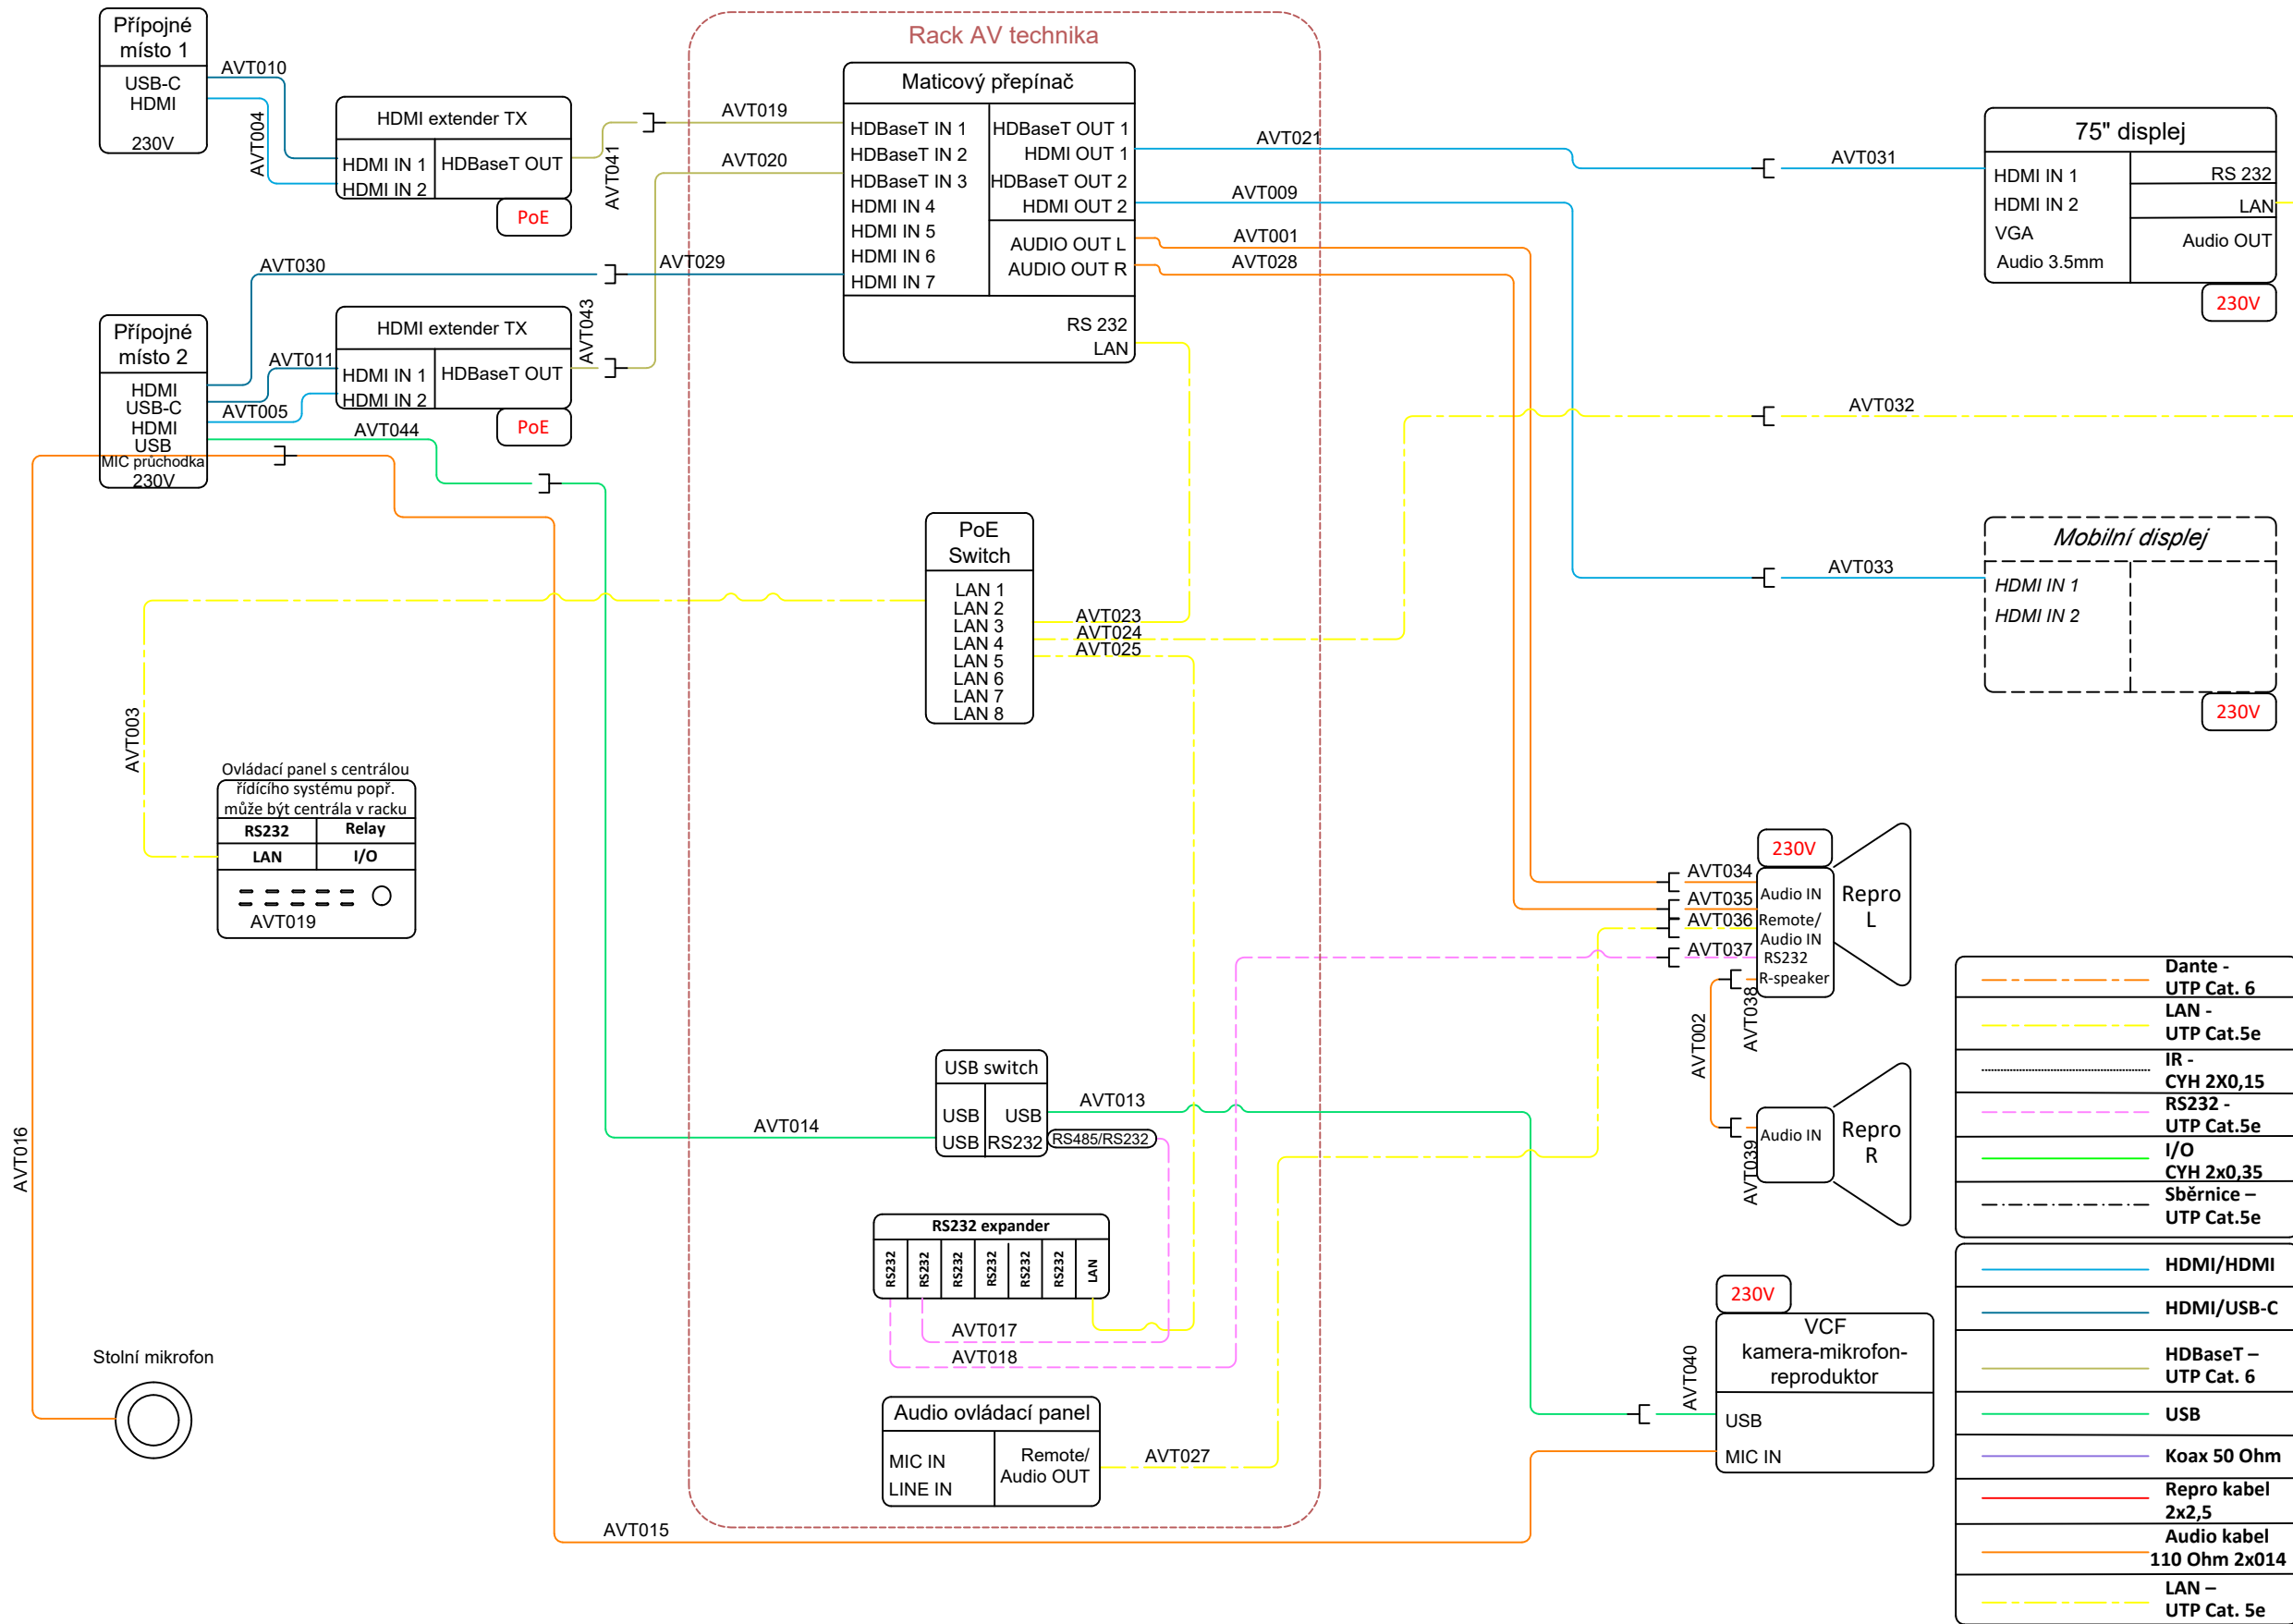 Přípojné
místo 1
USB-C
HDMI
230V
AVT010
AVT004
HDMI extender TX
HDMI IN 1
HDMI IN 2
HDBaseT OUT
PoE
AVT041
Rack AV technika
AVT019
AVT020
Maticový přepínač
HDBaseT IN 1
HDBaseT IN 2
HDBaseT IN 3
HDMI IN 4
HDMI IN 5
HDMI IN 6
HDMI IN 7
HDBaseT OUT 1
HDMI OUT 1
HDBaseT OUT 2
HDMI OUT 2
AUDIO OUT L
AUDIO OUT R
RS 232
LAN
AVT021
AVT009
AVT001
AVT028
AVT031
75" displej
HDMI IN 1
HDMI IN 2
VGA
Audio 3.5mm
RS 232
LAN
Audio OUT
230V
AVT030
AVT029
Přípojné
místo 2
HDMI
USB-C
HDMI
USB
MIC průchodka
230V
AVT011
AVT005
AVT044
HDMI extender TX
HDMI IN 1
HDMI IN 2
HDBaseT OUT
PoE
AVT043
AVT032
PoE
Switch
LAN 1
LAN 2
LAN 3
LAN 4
LAN 5
LAN 6
LAN 7
LAN 8
AVT023
AVT024
AVT025
AVT033
Mobilní displej
HDMI IN 1
HDMI IN 2
230V
AVT003
Ovládací panel s centrálou
řídícího systému popř.
může být centrála v racku
RS232
Relay
LAN
I/O
AVT019
230V
AVT034
AVT035
AVT036
AVT037
AVT038
Audio IN
Remote/
Audio IN
RS232
R-speaker
Repro
L
AVT002
AVT039
Audio IN
Repro
R
USB switch
USB
USB
USB
RS232
RS485/RS232
AVT013
AVT014
RS232 expander
RS232
RS232
RS232
RS232
RS232
RS232
LAN
AVT017
AVT018
AVT016
Stolní mikrofon
Audio ovládací panel
MIC IN
LINE IN
Remote/
Audio OUT
AVT027
AVT015
AVT040
230V
VCF
kamera-mikrofon-
reproduktor
USB
MIC IN
Dante -
UTP Cat. 6
LAN -
UTP Cat.5e
IR -
CYH 2X0,15
RS232 -
UTP Cat.5e
I/O
CYH 2x0,35
Sběrnice –
UTP Cat.5e
HDMI/HDMI
HDMI/USB-C
HDBaseT –
UTP Cat. 6
USB
Koax 50 Ohm
Repro kabel
2x2,5
Audio kabel
110 Ohm 2x014
LAN –
UTP Cat. 5e